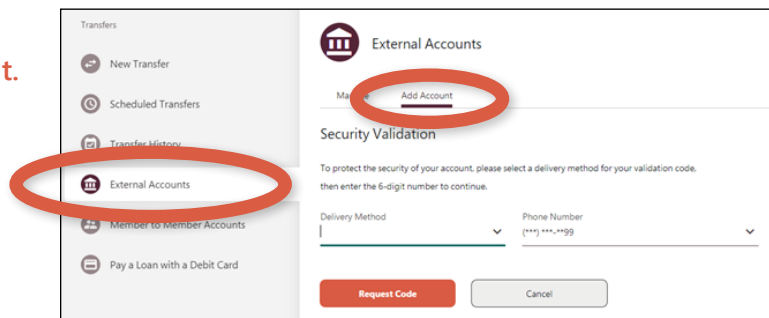 t.
Transfers
New Transfer
Scheduled Transfers
Transfer History
External Accounts
Member to Member Accounts
Pay a Loan with a Debit Card
External Accounts
Manage Add Account
Security Validation
To protect the security of your account, please select a delivery method for your validation code,
then enter the 6-digit number to continue.
Delivery Method Phone Number
(***) ***-**99
Request Code Cancel